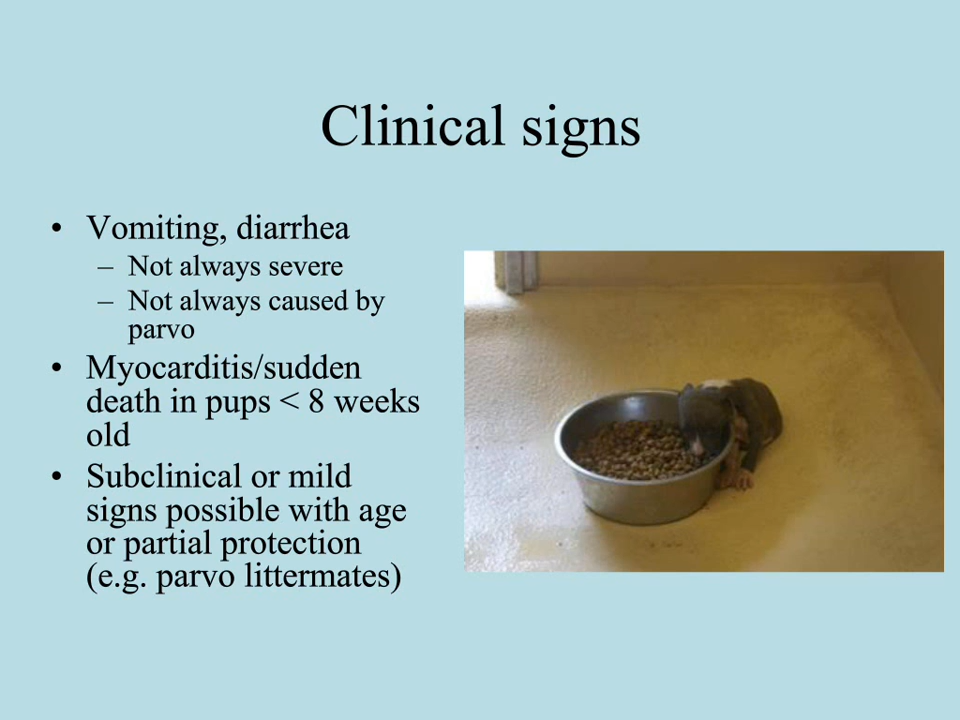 Clinical signs
• Vomiting, diarrhea
– Not always severe
– Not always caused by
parvo
• Myocarditis/sudden
death in pups < 8 weeks
old
• Subclinical or mild
signs possible with age
or partial protection
(e.g. parvo littermates)